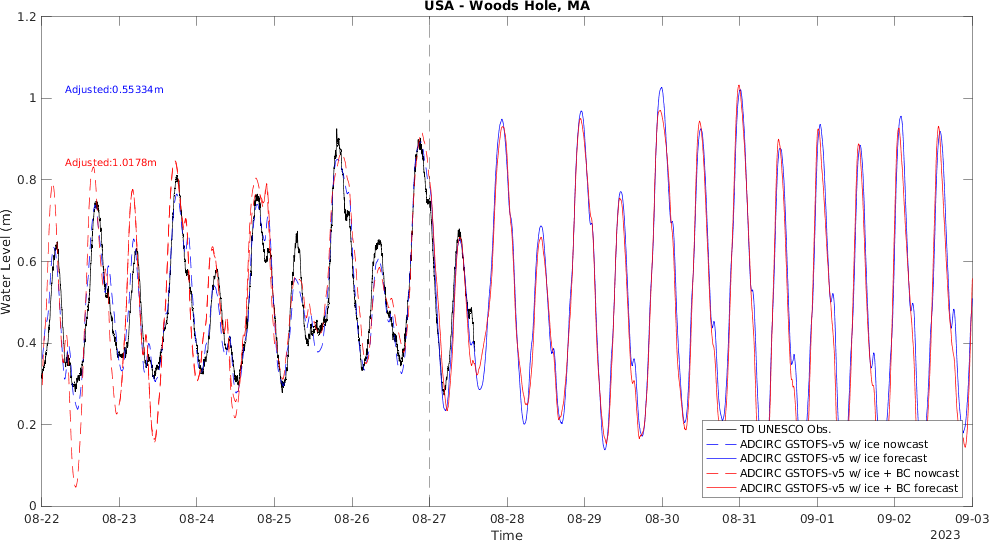 USA - Woods Hole, MA
1.2
1
0.8
0.6
0.4
0.2
0
Water Level (m)
Adjusted:0.55334m
Adjusted:1.0178m
TD UNESCO Obs.
ADCIRC GSTOFS-v5 w/ ice nowcast
ADCIRC GSTOFS-v5 w/ ice forecast
ADCIRC GSTOFS-v5 w/ ice + BC nowcast
ADCIRC GSTOFS-v5 w/ ice + BC forecast
08-22 08-23 08-24 08-25 08-26 08-27 08-28 08-29 08-30 08-31 09-01 09-02 09-03
Time
2023